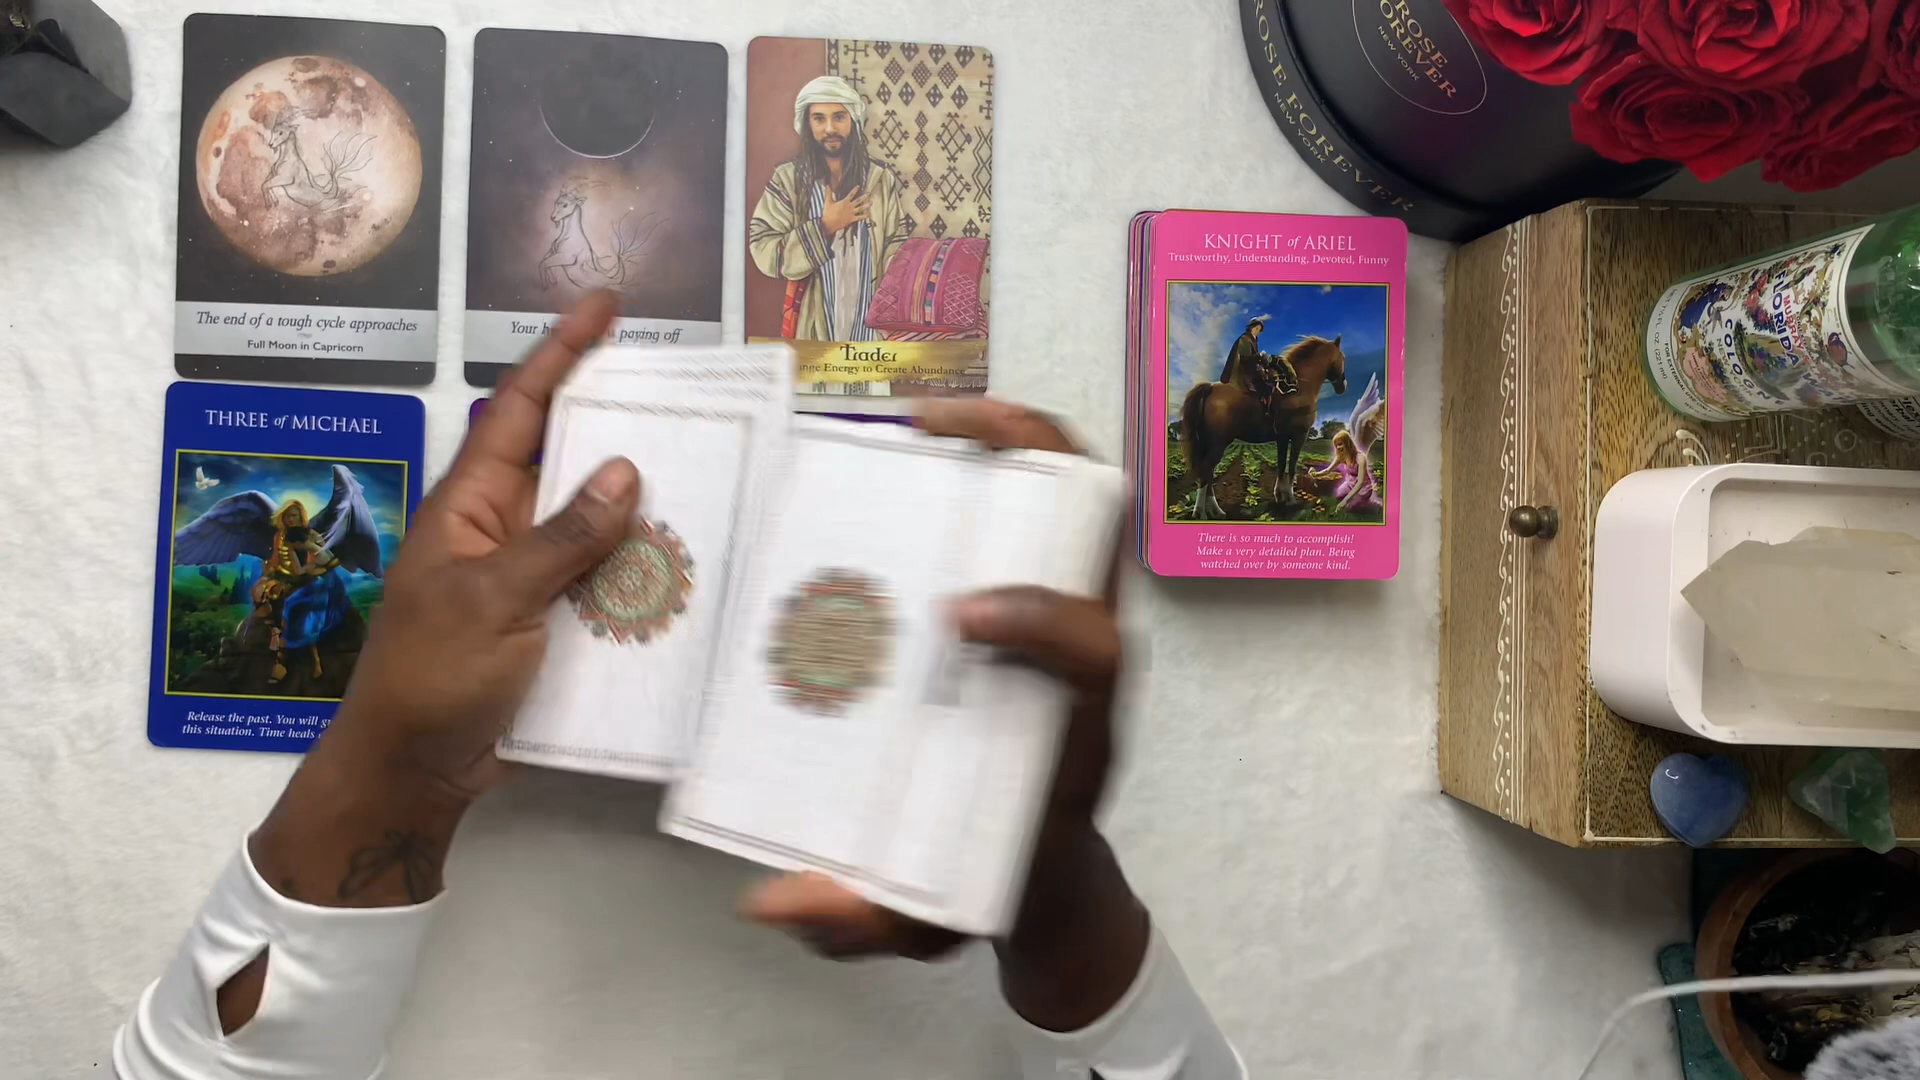 The end of a tough cycle approaches
Full Moon in Capricorn
Your paying off
Trader
Energy to Create Abundance
THREE of MICHAEL
Release the past. You will
this situation. Time heals
KNIGHT of ARIEL
Trustworthy, Understanding, Devoted, Funny
There is so much to accomplish!
Make a very detailed plan. Being
watched over by someone kind.
ROSE
FOREVER
NEW YORK
ROSE FOREVER
NEW YORK
MURRAY
FLORIDA
COLOGN